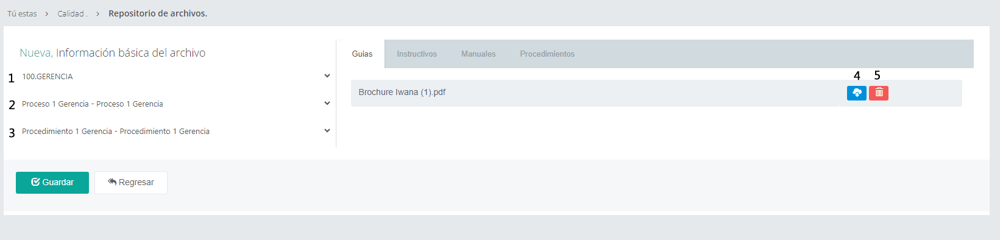 Tú estas > Calidad . > Repositorio de archivos.
Nueva, Información básica del archivo
1 100.GERENCIA
2 Proceso 1 Gerencia - Proceso 1 Gerencia
3 Procedimiento 1 Gerencia - Procedimiento 1 Gerencia
Guias Instructivos Manuales Procedimientos
4 5
Brochure Iwana (1).pdf
Guardar Regresar